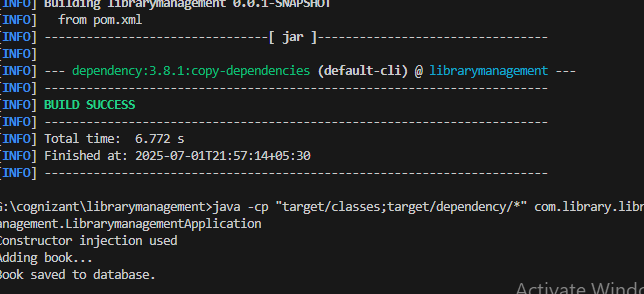 [INFO] Building librarymanagement 0.0.1-SNAPSHOT
[INFO]   from pom.xml
[INFO] --------------------------------[ jar ]---------------------------------
[INFO]
[INFO] --- dependency:3.8.1:copy-dependencies (default-cli) @ librarymanagement ---
[INFO] ------------------------------------------------------------------------
[INFO] BUILD SUCCESS
[INFO] ------------------------------------------------------------------------
[INFO] Total time:  6.772 s
[INFO] Finished at: 2025-07-01T21:57:14+05:30
[INFO] ------------------------------------------------------------------------
G:\cognizant\librarymanagement>java -cp "target/classes;target/dependency/*" com.library.libr
anagement.LibrarymanagementApplication
Constructor injection used
Adding book...
Book saved to database.
Activate Windo